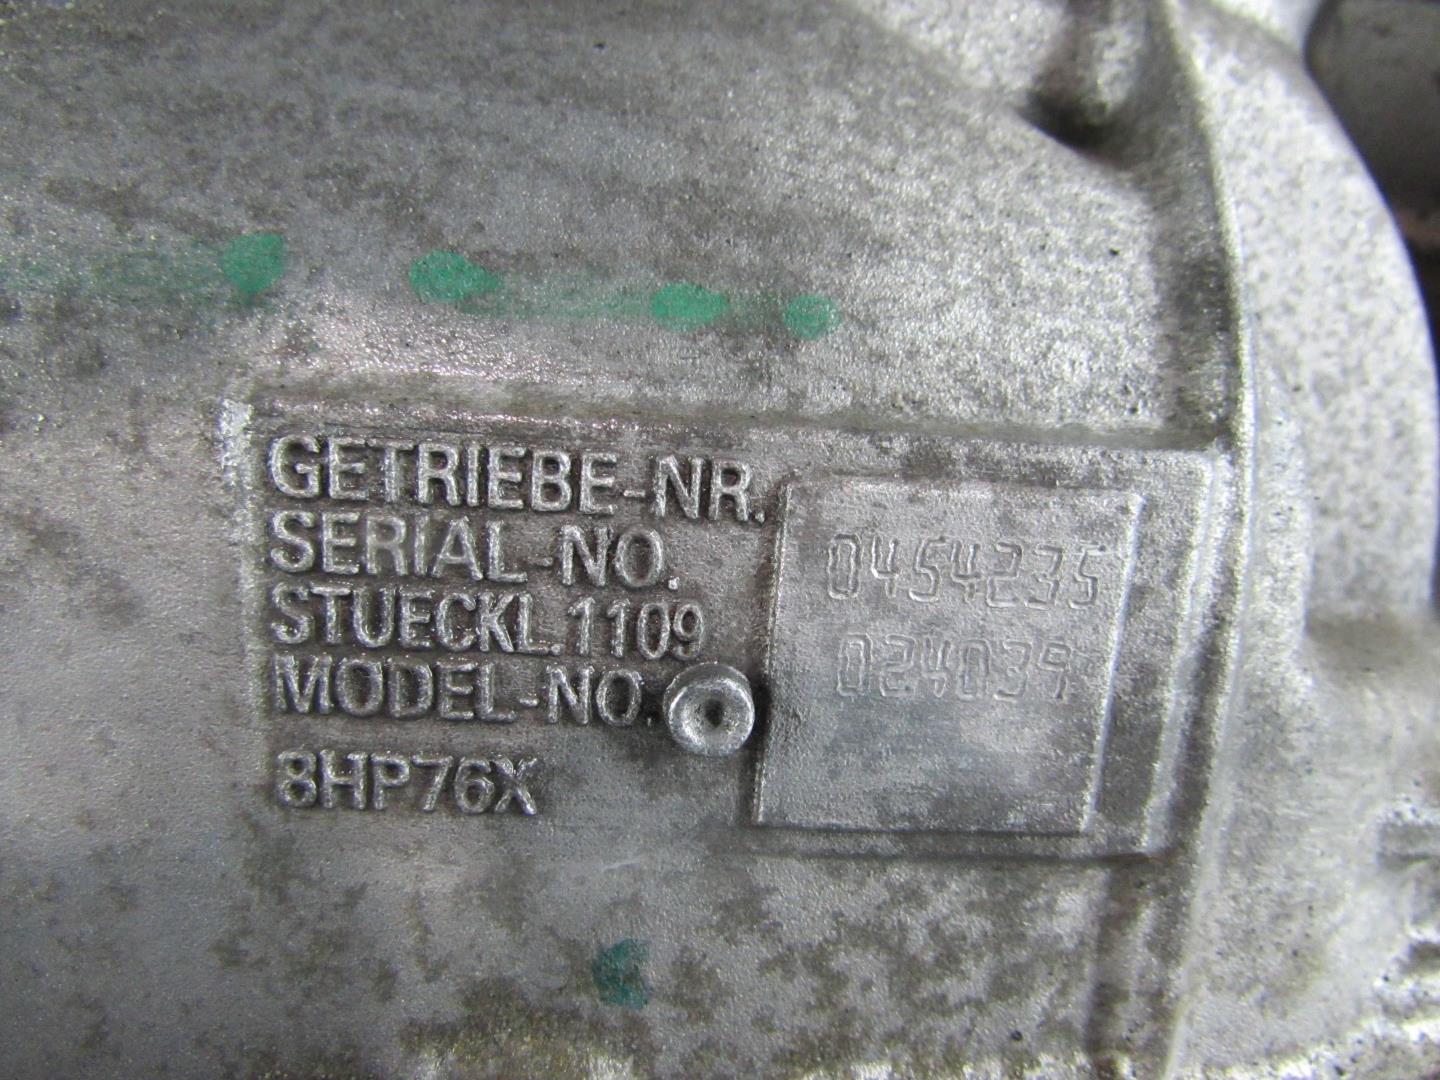 GETRIEBE-NR.
SERIAL-NO. 0454235
STUECKL.1109
MODEL-NO. 024039
8HP76X